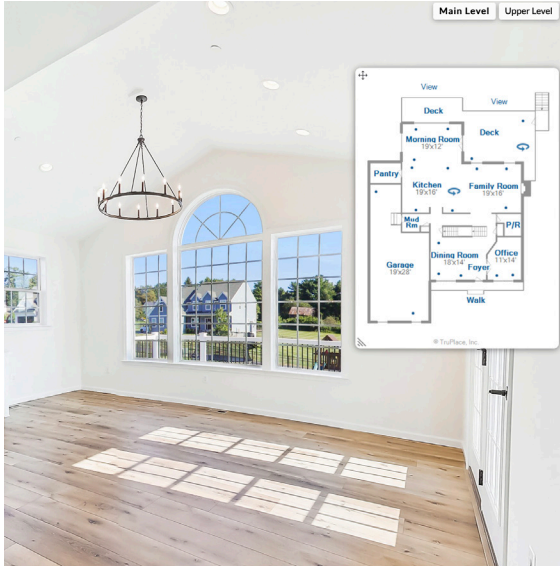 Main Level
Upper Level
View
View
Deck
Deck
Morning Room
19'x12'
Pantry
Kitchen
19'x16'
Family Room
19'x16'
Mud
Rm
P/R
Garage
19'x28'
Dining Room
18'x14'
Foyer
Office
11'x14'
Walk
© TruPlace, Inc.